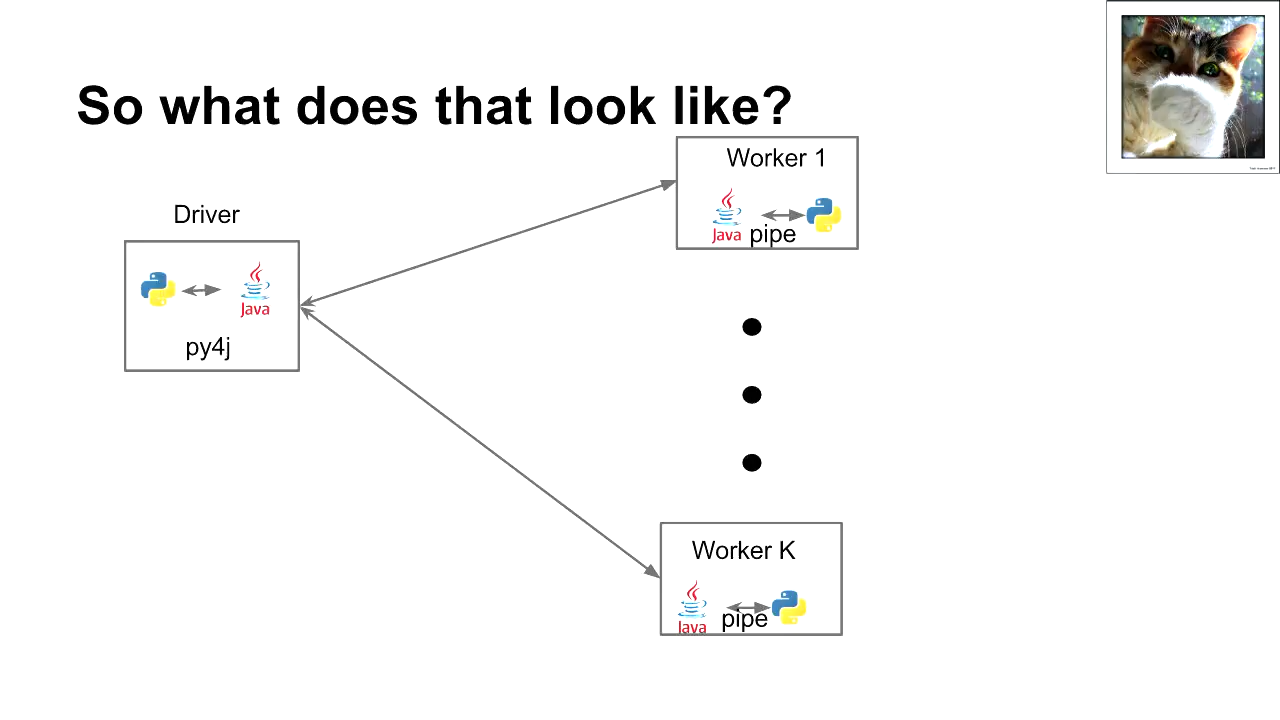 So what does that look like?
Worker 1
Java
pipe
Driver
Java
py4j
Worker K
Java
pipe